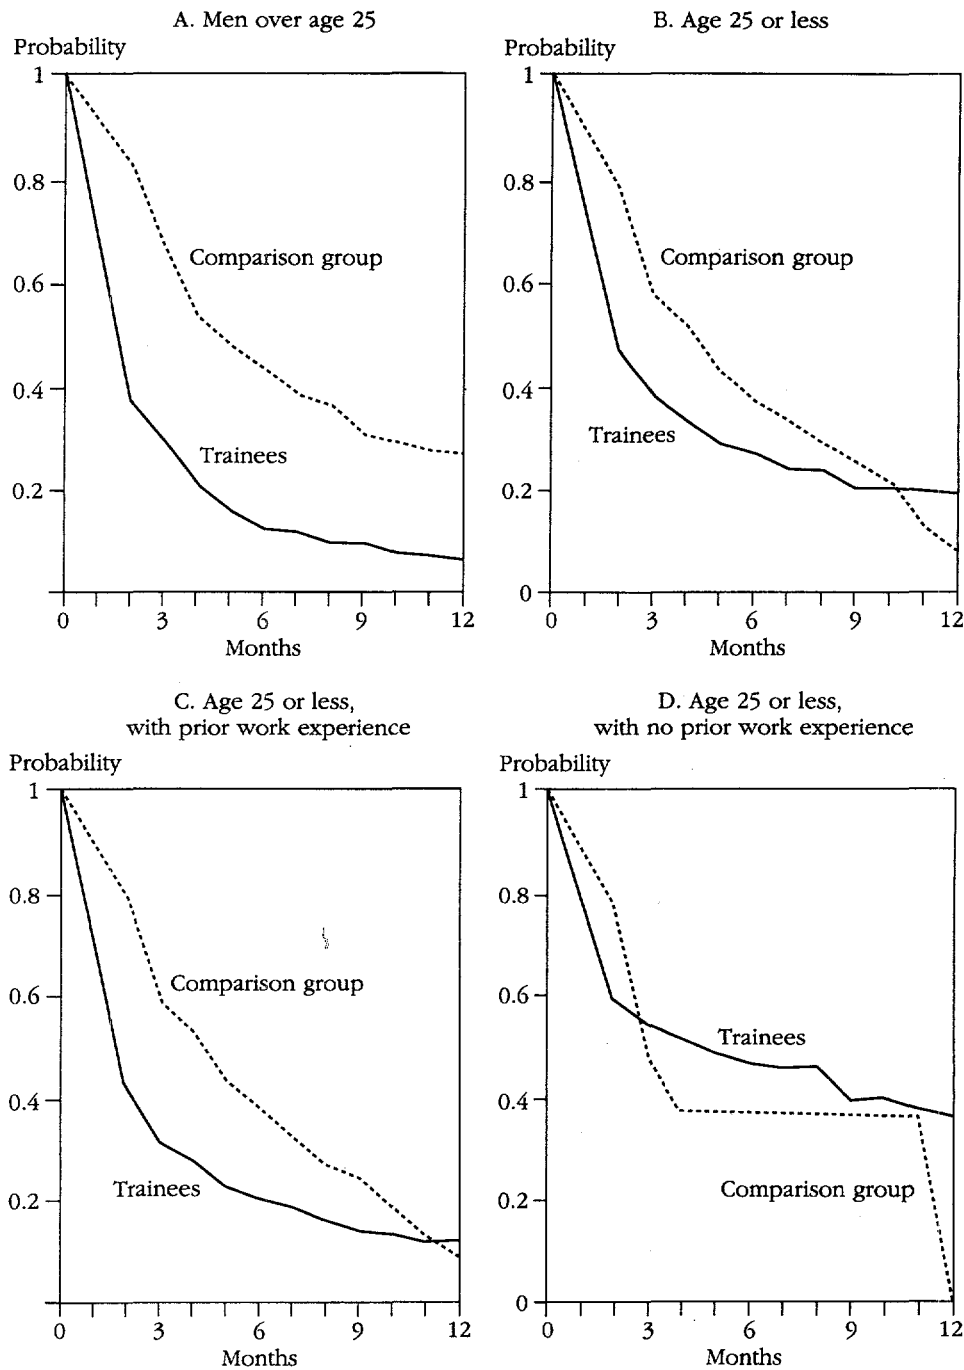 A. Men over age 25
Probability
1
0.8
0.6
0.4
0.2
Comparison group
Trainees
0 3 6 9 12
Months
B. Age 25 or less
Probability
1
0.8
0.6
0.4
0.2
0
Comparison group
Trainees
0 3 6 9 12
Months
C. Age 25 or less,
with prior work experience
Probability
1
0.8
0.6
0.4
0.2
Comparison group
Trainees
0 3 6 9 12
Months
D. Age 25 or less,
with no prior work experience
Probability
1
0.8
0.6
0.4
0.2
0
Trainees
Comparison group
0 3 6 9 12
Months